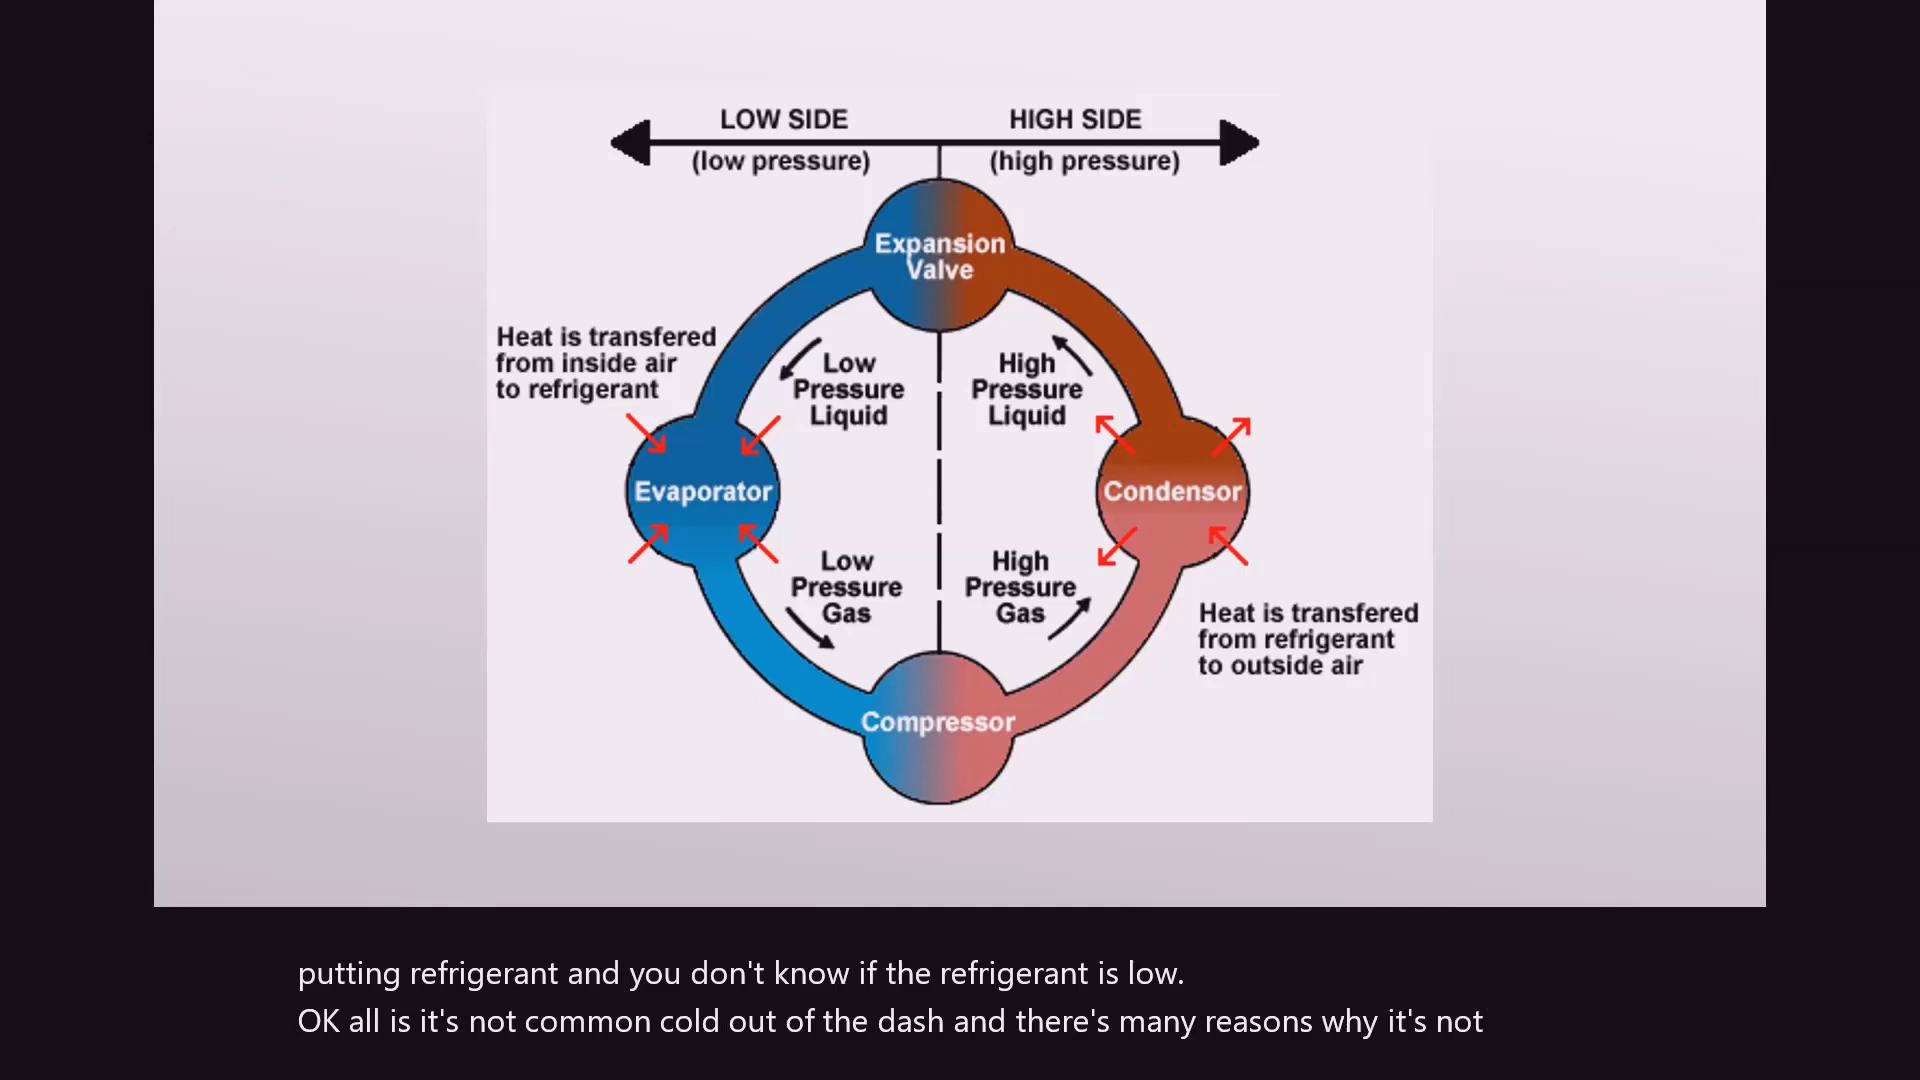 LOW SIDE
HIGH SIDE
(low pressure)
(high pressure)
Expansion
Valve
Heat is transfered
from inside air
to refrigerant
Low
Pressure
Liquid
High
Pressure
Liquid
Evaporator
Condensor
Low
Pressure
Gas
High
Pressure
Gas
Heat is transfered
from refrigerant
to outside air
Compressor
putting refrigerant and you don't know if the refrigerant is low.
OK all is it's not common cold out of the dash and there's many reasons why it's not